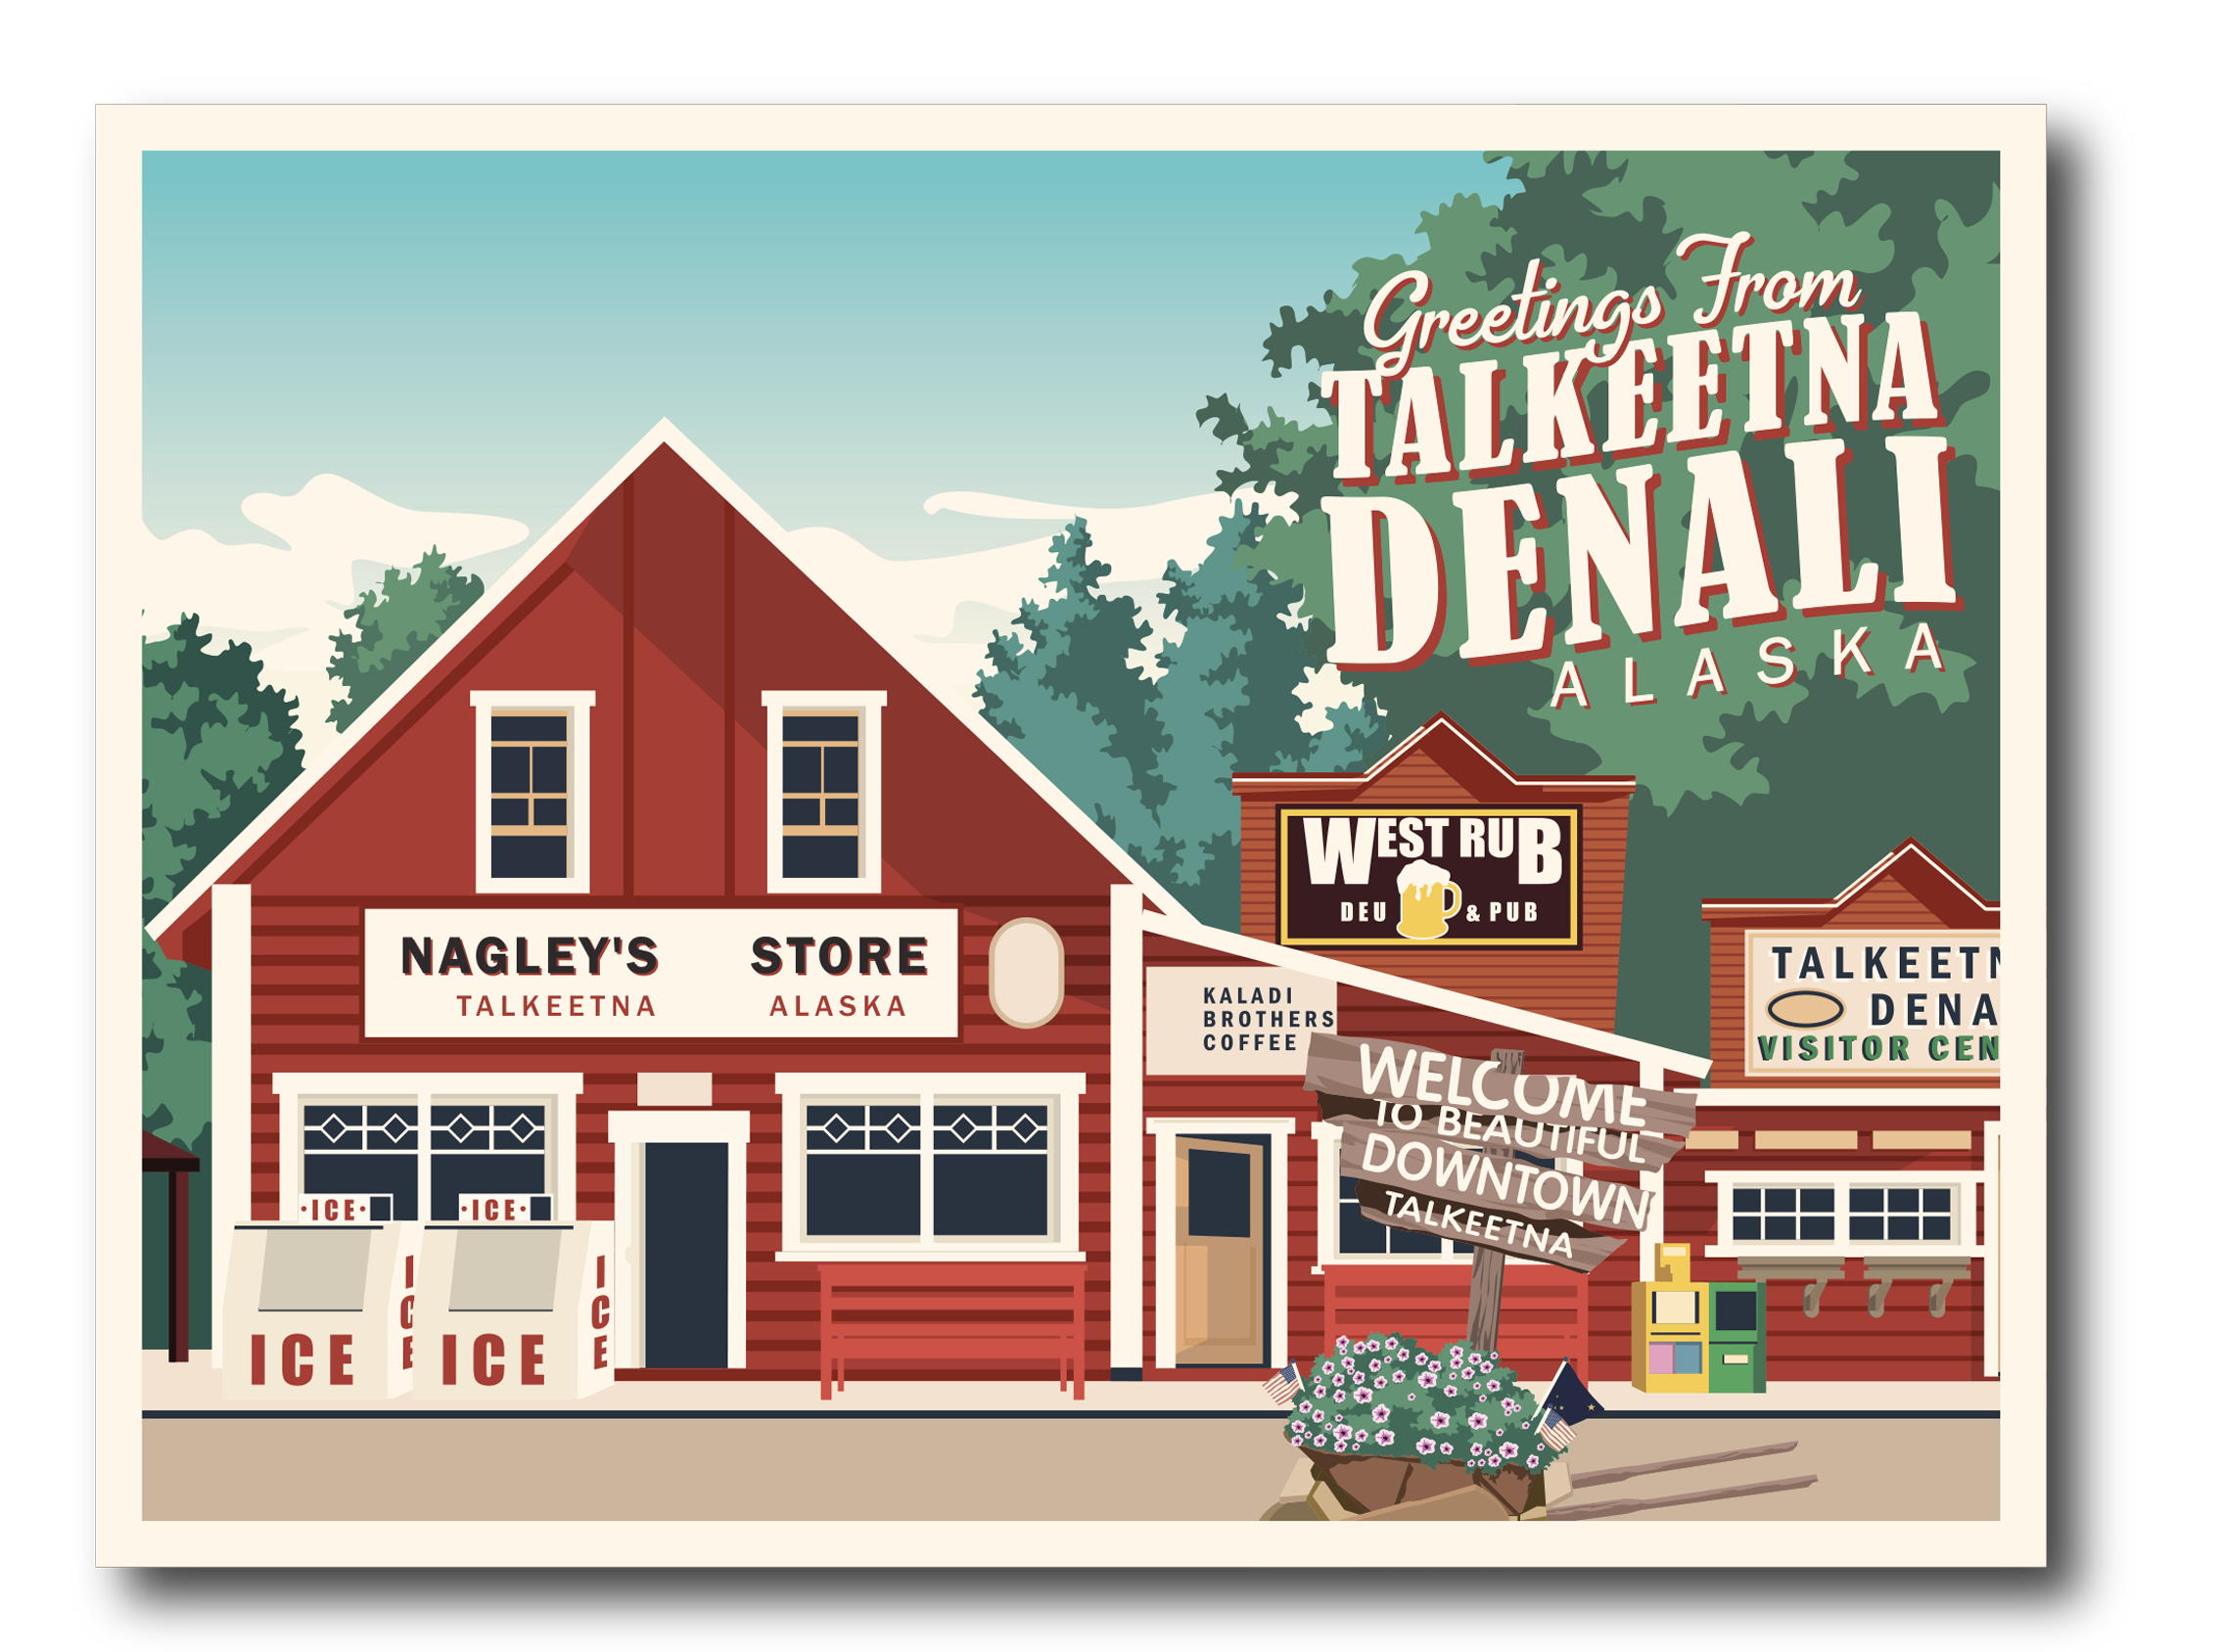 Greetings From
TALKEETNA
DENALI
ALASKA
WEST RUB
DEU & PUB
NAGLEY'S STORE
TALKEETNA ALASKA
KALADI
BROTHERS
COFFEE
TALKEETN
DENA
VISITOR CEN
WELCOME
TO BEAUTIFUL
DOWNTOWN
TALKEETNA
ICE
ICE
ICE
ICE
ICE
ICE